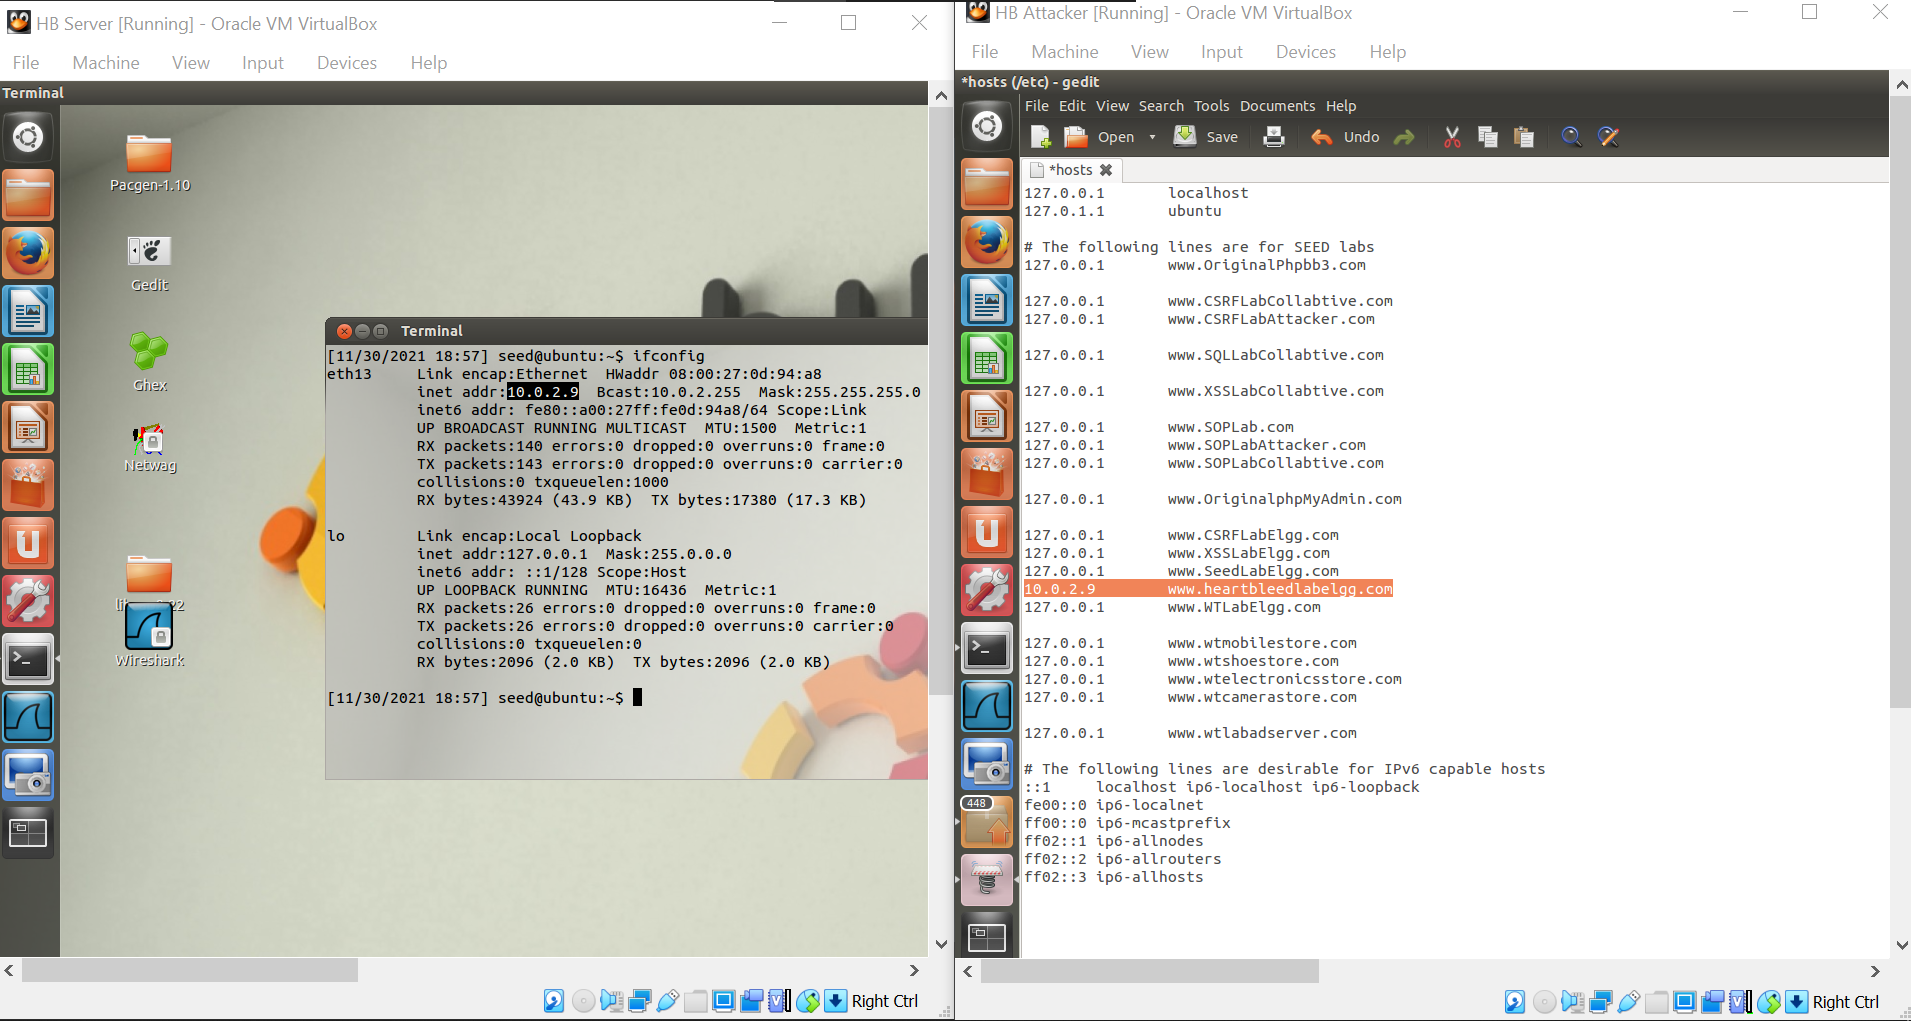 HB Server [Running] - Oracle VM VirtualBox
File Machine View Input Devices Help
Terminal
Pacgen-1.10
Gedit
Ghex
Netwag
Wireshark
Terminal
[11/30/2021 18:57] seed@ubuntu:~$ ifconfig
eth13 Link encap:Ethernet HWaddr 08:00:27:0d:94:a8
inet addr:10.0.2.9 Bcast:10.0.2.255 Mask:255.255.255.0
inet6 addr: fe80::a00:27ff:fe0d:94a8/64 Scope:Link
UP BROADCAST RUNNING MULTICAST MTU:1500 Metric:1
RX packets:140 errors:0 dropped:0 overruns:0 frame:0
TX packets:143 errors:0 dropped:0 overruns:0 carrier:0
collisions:0 txqueuelen:1000
RX bytes:43924 (43.9 KB) TX bytes:17380 (17.3 KB)
lo Link encap:Local Loopback
inet addr:127.0.0.1 Mask:255.0.0.0
inet6 addr: ::1/128 Scope:Host
UP LOOPBACK RUNNING MTU:16436 Metric:1
RX packets:26 errors:0 dropped:0 overruns:0 frame:0
TX packets:26 errors:0 dropped:0 overruns:0 carrier:0
collisions:0 txqueuelen:0
RX bytes:2096 (2.0 KB) TX bytes:2096 (2.0 KB)
[11/30/2021 18:57] seed@ubuntu:~$
Right Ctrl
HB Attacker [Running] - Oracle VM VirtualBox
File Machine View Input Devices Help
*hosts (/etc) - gedit
File Edit View Search Tools Documents Help
Open Save Undo
*hosts
127.0.0.1 localhost
127.0.1.1 ubuntu
# The following lines are for SEED labs
127.0.0.1 www.OriginalPhpbb3.com
127.0.0.1 www.CSRFLabCollabtive.com
127.0.0.1 www.CSRFLabAttacker.com
127.0.0.1 www.SQLLabCollabtive.com
127.0.0.1 www.XSSLabCollabtive.com
127.0.0.1 www.SOPLab.com
127.0.0.1 www.SOPLabAttacker.com
127.0.0.1 www.SOPLabCollabtive.com
127.0.0.1 www.OriginalphpMyAdmin.com
127.0.0.1 www.CSRFLabElgg.com
127.0.0.1 www.XSSLabElgg.com
127.0.0.1 www.SeedLabElgg.com
10.0.2.9 www.heartbleedlabelgg.com
127.0.0.1 www.WTLabElgg.com
127.0.0.1 www.wtmobilestore.com
127.0.0.1 www.wtshoestore.com
127.0.0.1 www.wtelectronicsstore.com
127.0.0.1 www.wtcamerastore.com
127.0.0.1 www.wtlabadserver.com
# The following lines are desirable for IPv6 capable hosts
::1 localhost ip6-localhost ip6-loopback
fe00::0 ip6-localnet
ff00::0 ip6-mcastprefix
ff02::1 ip6-allnodes
ff02::2 ip6-allrouters
ff02::3 ip6-allhosts
448
Right Ctrl